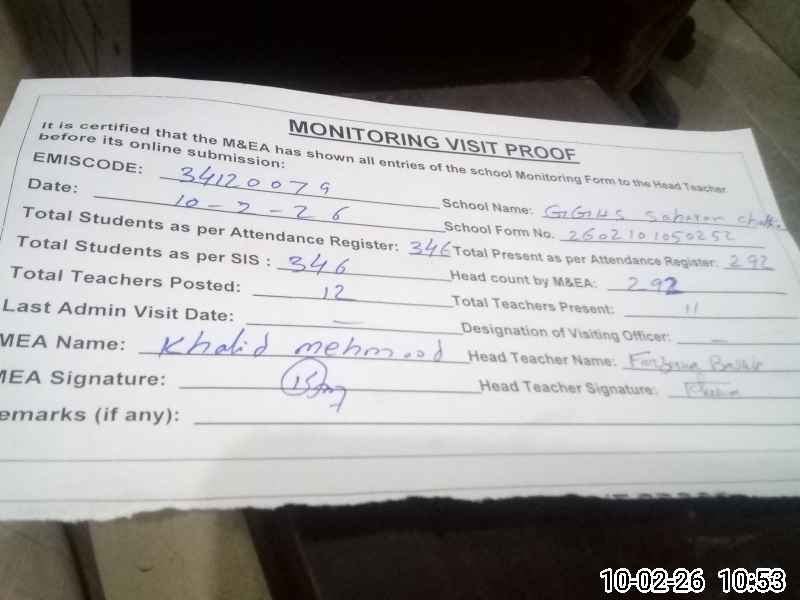 MONITORING VISIT PROOF
It is certified that the M&EA has shown all entries of the school Monitoring Form to the Head Teacher
before its online submission:
EMISCODE: 34120079 School Name: GGHS Saharan Chattha
Date: 10-2-26 School Form No. 2602101050252
Total Students as per Attendance Register: 346 Total Present as per Attendance Register: 292
Total Students as per SIS : 346 Head count by M&EA: 292
Total Teachers Posted: 12 Total Teachers Present: 11
Last Admin Visit Date: — Designation of Visiting Officer: —
MEA Name: Khalid mehmood Head Teacher Name: Farzana
MEA Signature: Head Teacher Signature:
emarks (if any):
10-02-26 10:53